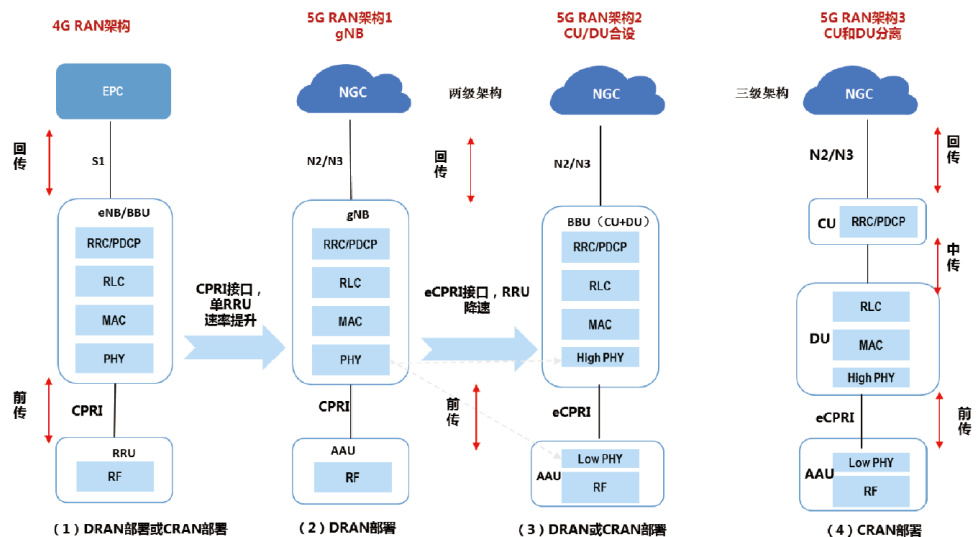 4G RAN架构
5G RAN架构1
gNB
5G RAN架构2
CU/DU合设
5G RAN架构3
CU和DU分离
EPC
NGC
两级架构
NGC
三级架构
NGC
回传
S1
N2/N3
回传
N2/N3
N2/N3
回传
eNB/BBU
RRC/PDCP
RLC
MAC
PHY
CPRI接口，
单RRU
速率提升
gNB
RRC/PDCP
RLC
MAC
PHY
eCPRI接口，RRU
降速
BBU（CU+DU）
RRC/PDCP
RLC
MAC
High PHY
CU
RRC/PDCP
中传
DU
RLC
MAC
High PHY
前传
CPRI
CPRI
前传
eCPRI
eCPRI
前传
RRU
RF
AAU
RF
AAU
Low PHY
RF
AAU
Low PHY
RF
（1）DRAN部署或CRAN部署
（2）DRAN部署
（3）DRAN或CRAN部署
（4）CRAN部署